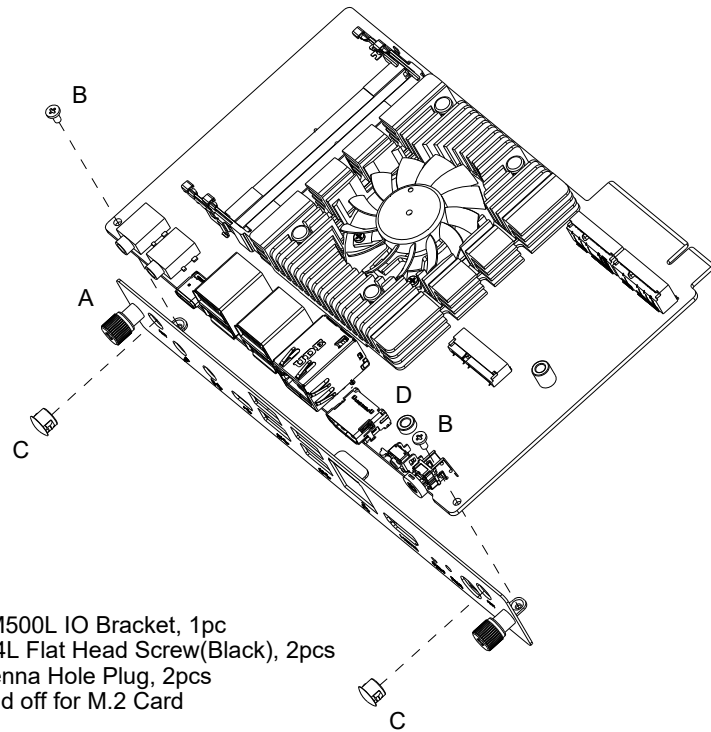 B
A
C
D
B
M500L IO Bracket, 1pc
4L Flat Head Screw(Black), 2pcs
enna Hole Plug, 2pcs
d off for M.2 Card
C